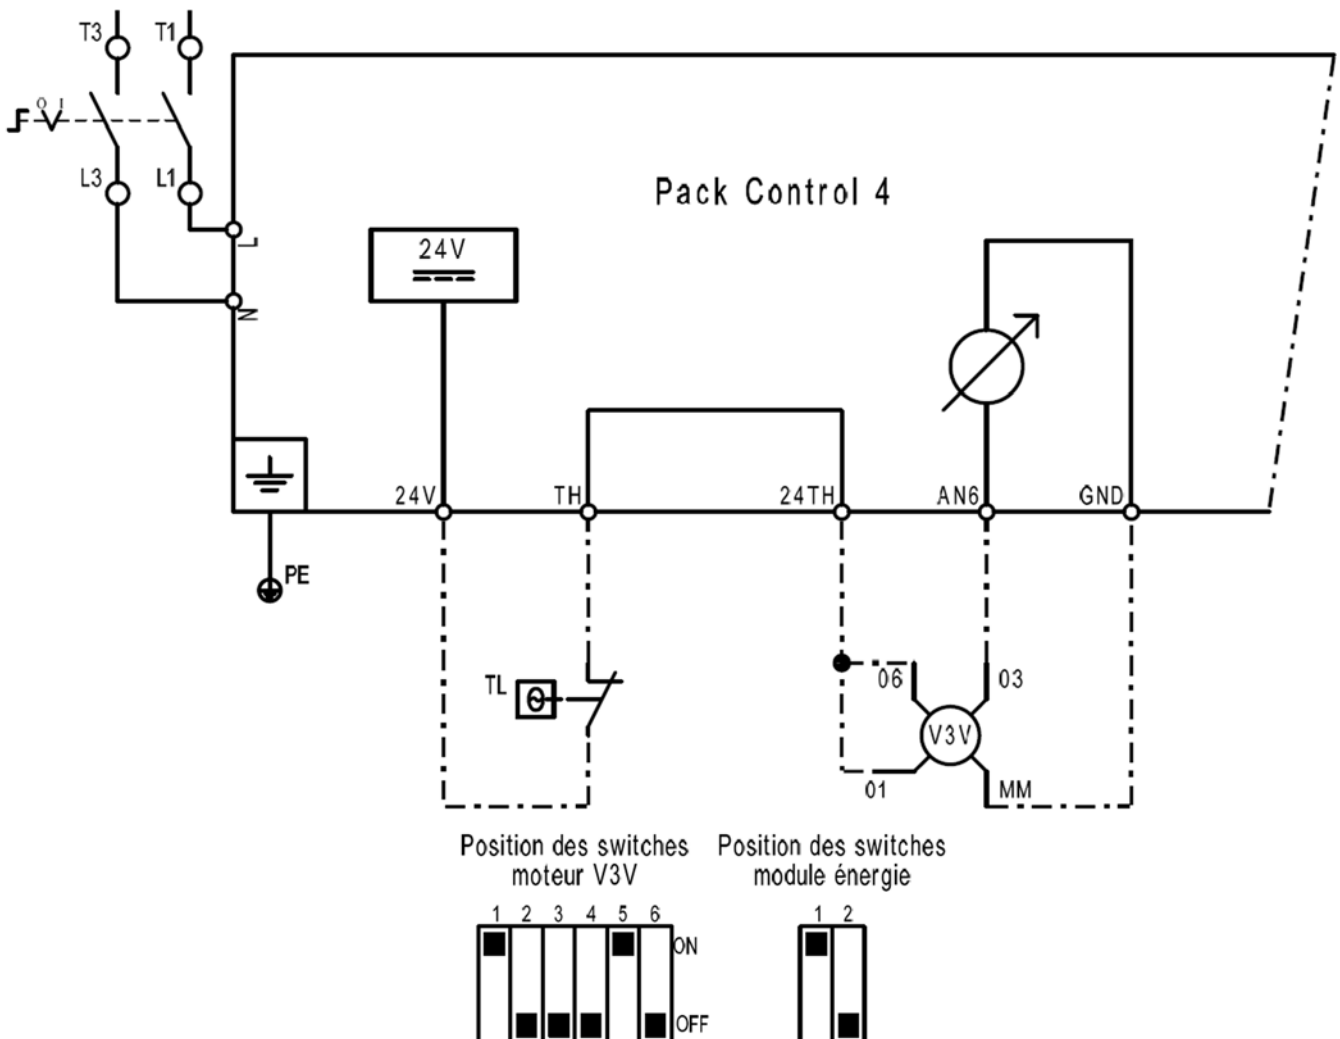 T3 T1
O I
L3 L1
Pack Control 4
L
24V
N
24V TH 24TH AN6 GND
PE
TL
06 03
V3V
01 MM
Position des switches Position des switches
moteur V3V module énergie
1 2 3 4 5 6 1 2
ON
OFF